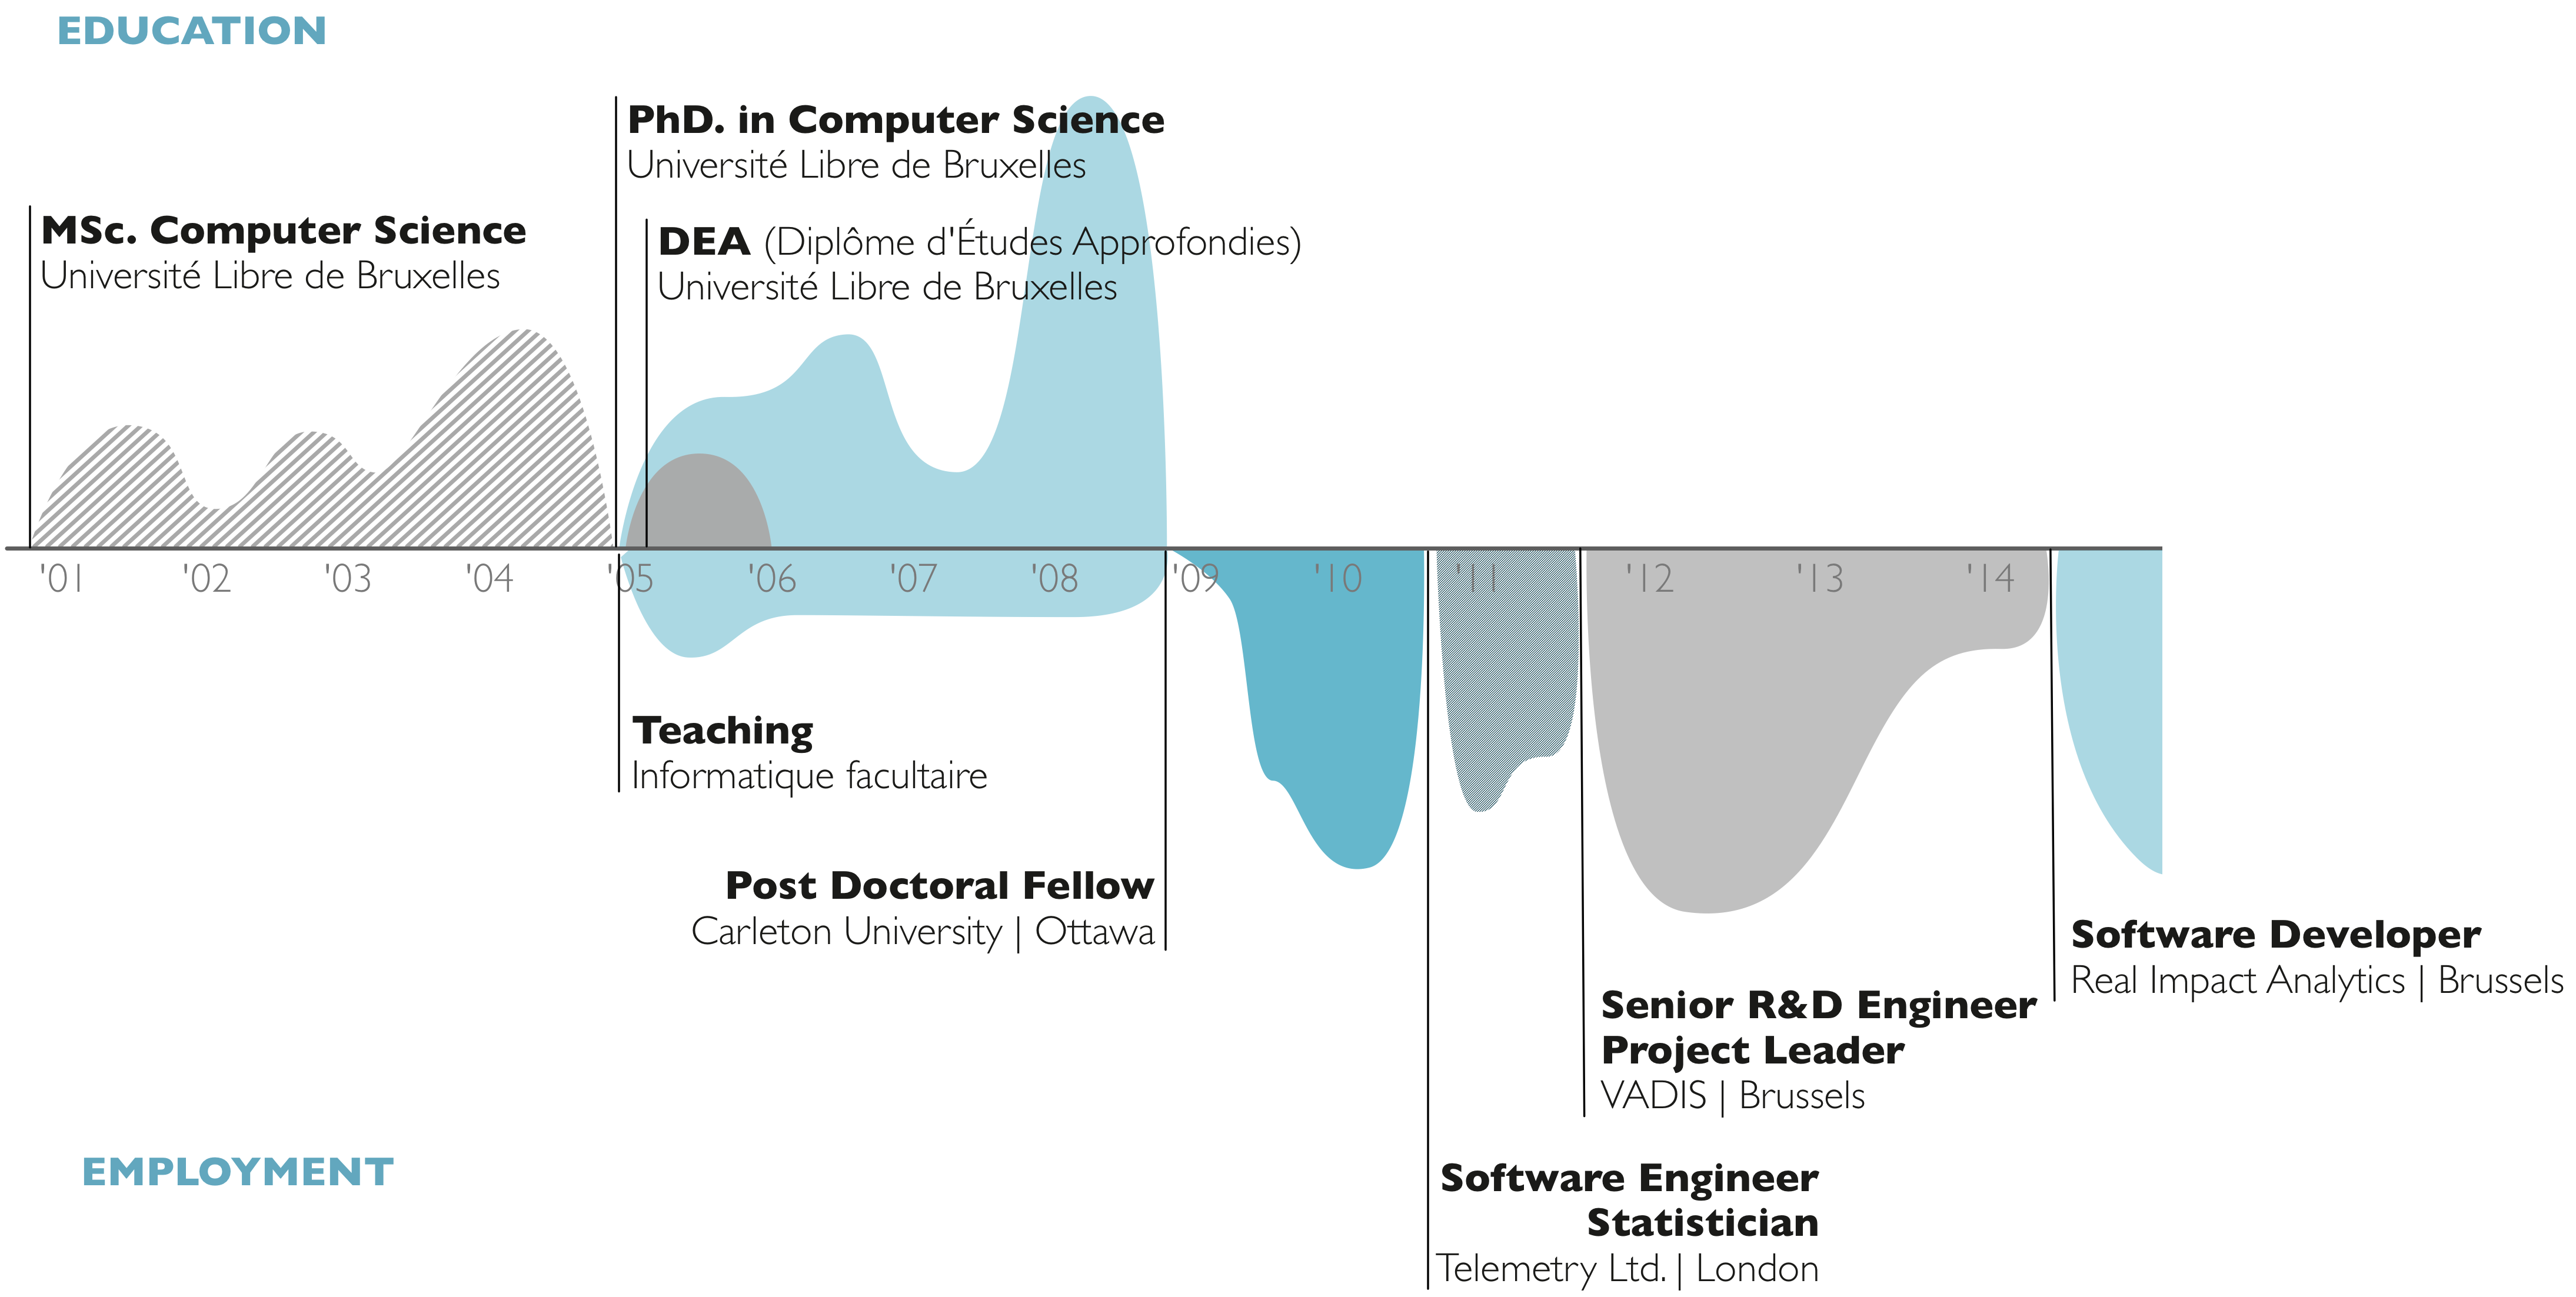 EDUCATION
PhD. in Computer Science
Université Libre de Bruxelles
MSc. Computer Science
Université Libre de Bruxelles
DEA (Diplôme d'Études Approfondies)
Université Libre de Bruxelles
'01 '02 '03 '04 '05 '06 '07 '08 '09 '10 '11 '12 '13 '14
Teaching
Informatique facultaire
Post Doctoral Fellow
Carleton University | Ottawa
Software Developer
Real Impact Analytics | Brussels
Senior R&D Engineer
Project Leader
VADIS | Brussels
EMPLOYMENT
Software Engineer
Statistician
Telemetry Ltd. | London